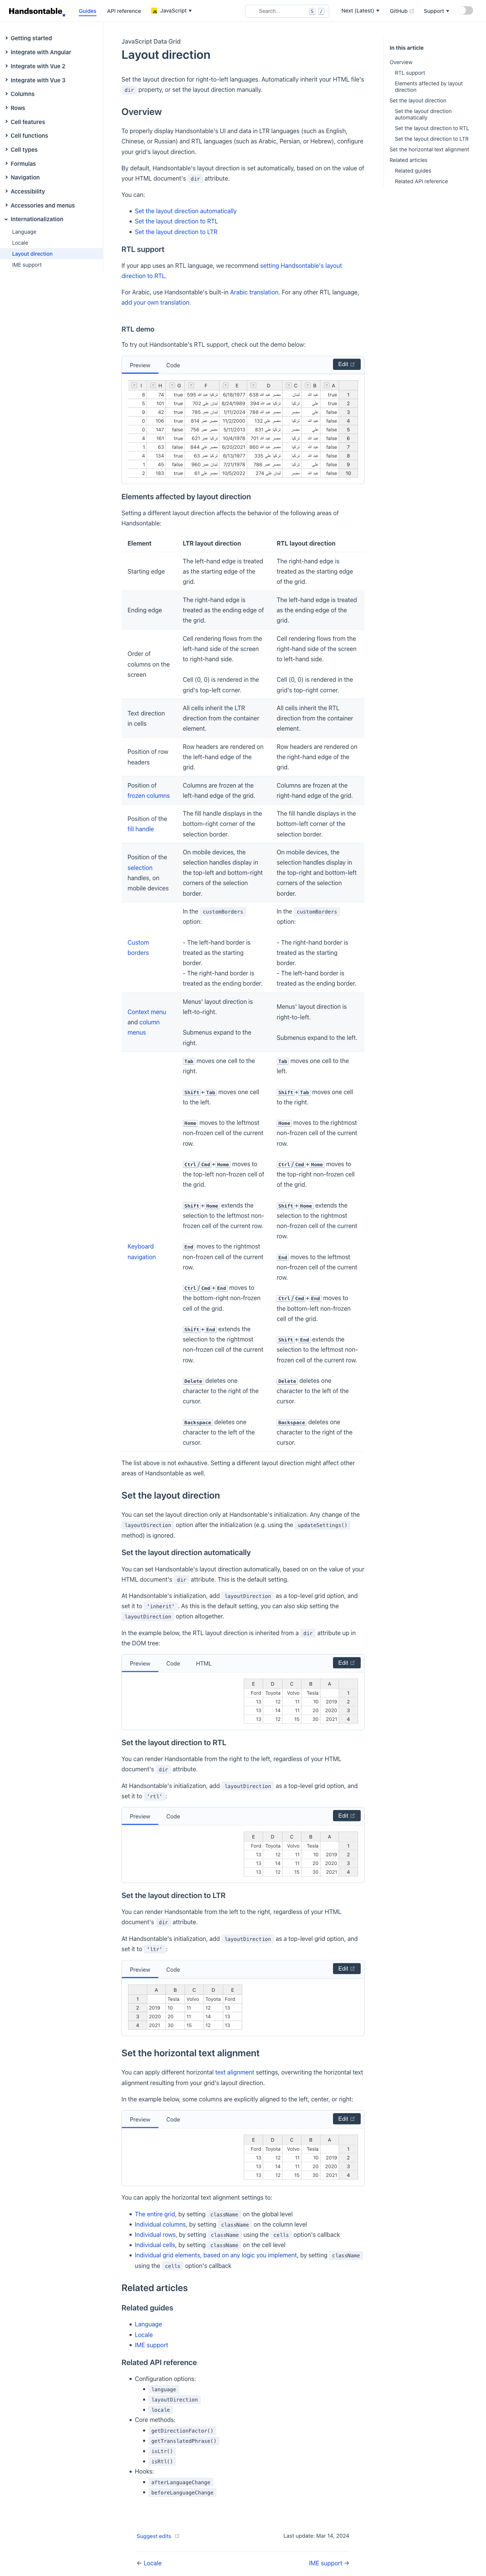 Handsontable
Guides
API reference
JavaScript
Search...
S
/
Next (Latest)
GitHub
Support
Getting started
Integrate with Angular
Integrate with Vue 2
Integrate with Vue 3
Columns
Rows
Cell features
Cell functions
Cell types
Formulas
Navigation
Accessibility
Accessories and menus
Internationalization
Language
Locale
Layout direction
IME support
In this article
Overview
RTL support
Elements affected by layout
direction
Set the layout direction
Set the layout direction
automatically
Set the layout direction to RTL
Set the layout direction to LTR
Set the horizontal text alignment
Related articles
Related guides
Related API reference
JavaScript Data Grid
Layout direction
Set the layout direction for right-to-left languages. Automatically inherit your HTML file's
dir property, or set the layout direction manually.
Overview
To properly display Handsontable's UI and data in LTR languages (such as English,
Chinese, or Russian) and RTL languages (such as Arabic, Persian, or Hebrew), configure
your grid's layout direction.
By default, Handsontable's layout direction is set automatically, based on the value of
your HTML document's dir attribute.
You can:
• Set the layout direction automatically
• Set the layout direction to RTL
• Set the layout direction to LTR
RTL support
If your app uses an RTL language, we recommend setting Handsontable's layout
direction to RTL.
For Arabic, use Handsontable's built-in Arabic translation. For any other RTL language,
add your own translation.
RTL demo
To try out Handsontable's RTL support, check out the demo below:
Preview Code Edit
I H G F E D C B A
Elements affected by layout direction
Setting a different layout direction affects the behavior of the following areas of
Handsontable:
Element LTR layout direction RTL layout direction
Starting edge
The left-hand edge is treated
as the starting edge of the
grid.
The right-hand edge is
treated as the starting edge
of the grid.
Ending edge
The right-hand edge is
treated as the ending edge of
the grid.
The left-hand edge is treated
as the ending edge of the
grid.
Order of
columns on the
screen
Cell rendering flows from the
left-hand side of the screen
to right-hand side.
Cell (0, 0) is rendered in the
grid's top-left corner.
Cell rendering flows from the
right-hand side of the screen
to left-hand side.
Cell (0, 0) is rendered in the
grid's top-right corner.
Text direction
in cells
All cells inherit the LTR
direction from the container
element.
All cells inherit the RTL
direction from the container
element.
Position of row
headers
Row headers are rendered on
the left-hand edge of the
grid.
Row headers are rendered on
the right-hand edge of the
grid.
Position of
frozen columns
Columns are frozen at the
left-hand edge of the grid.
Columns are frozen at the
right-hand edge of the grid.
Position of the
fill handle
The fill handle displays in the
bottom-right corner of the
selection border.
The fill handle displays in the
bottom-left corner of the
selection border.
Position of the
selection
handles, on
mobile devices
On mobile devices, the
selection handles display in
the top-left and bottom-right
corners of the selection
border.
On mobile devices, the
selection handles display in
the top-right and bottom-left
corners of the selection
border.
Custom
borders
In the customBorders
option:
- The left-hand border is
treated as the starting
border.
- The right-hand border is
treated as the ending border.
In the customBorders
option:
- The right-hand border is
treated as the starting
border.
- The left-hand border is
treated as the ending border.
Context menu
and column
menus
Menus' layout direction is
left-to-right.
Submenus expand to the
right.
Menus' layout direction is
right-to-left.
Submenus expand to the left.
Keyboard
navigation
Tab moves one cell to the
right.
Shift+Tab moves one cell
to the left.
Home moves to the leftmost
non-frozen cell of the current
row.
Ctrl/Cmd+Home moves to
the top-left non-frozen cell of
the grid.
Shift+Home extends the
selection to the leftmost non-
frozen cell of the current row.
End moves to the rightmost
non-frozen cell of the current
row.
Ctrl/Cmd+End moves to
the bottom-right non-frozen
cell of the grid.
Shift+End extends the
selection to the rightmost
non-frozen cell of the current
row.
Delete deletes one
character to the right of the
cursor.
Backspace deletes one
character to the left of the
cursor.
Tab moves one cell to the
left.
Shift+Tab moves one cell
to the right.
Home moves to the rightmost
non-frozen cell of the current
row.
Ctrl/Cmd+Home moves to
the top-right non-frozen cell
of the grid.
Shift+Home extends the
selection to the rightmost
non-frozen cell of the current
row.
End moves to the leftmost
non-frozen cell of the current
row.
Ctrl/Cmd+End moves to
the bottom-left non-frozen
cell of the grid.
Shift+End extends the
selection to the leftmost non-
frozen cell of the current row.
Delete deletes one
character to the left of the
cursor.
Backspace deletes one
character to the right of the
cursor.
The list above is not exhaustive. Setting a different layout direction might affect other
areas of Handsontable as well.
Set the layout direction
You can set the layout direction only at Handsontable's initialization. Any change of the
layoutDirection option after the initialization (e.g. using the updateSettings()
method) is ignored.
Set the layout direction automatically
You can set Handsontable's layout direction automatically, based on on the value of your
HTML document's dir attribute. This is the default setting.
At Handsontable's initialization, add layoutDirection as a top-level grid option, and
set it to 'inherit'. As this is the default setting, you can also skip setting the
layoutDirection option altogether.
In the example below, the RTL layout direction is inherited from a dir attribute up in
the DOM tree:
Preview Code HTML Edit
E D C B A
Ford Toyota Volvo Tesla 1
13 12 11 10 2019 2
13 14 11 20 2020 3
13 12 15 30 2021 4
Set the layout direction to RTL
You can render Handsontable from the right to the left, regardless of your HTML
document's dir attribute.
At Handsontable's initialization, add layoutDirection as a top-level grid option, and
set it to 'rtl':
Preview Code Edit
E D C B A
Ford Toyota Volvo Tesla 1
13 12 11 10 2019 2
13 14 11 20 2020 3
13 12 15 30 2021 4
Set the layout direction to LTR
You can render Handsontable from the left to the right, regardless of your HTML
document's dir attribute.
At Handsontable's initialization, add layoutDirection as a top-level grid option, and
set it to 'ltr':
Preview Code Edit
A B C D E
1 Tesla Volvo Toyota Ford
2 2019 10 11 12 13
3 2020 20 11 14 13
4 2021 30 15 12 13
Set the horizontal text alignment
You can apply different horizontal text alignment settings, overwriting the horizontal text
alignment resulting from your grid's layout direction.
In the example below, some columns are explicitly aligned to the left, center, or right:
Preview Code Edit
E D C B A
Ford Toyota Volvo Tesla 1
13 12 11 10 2019 2
13 14 11 20 2020 3
13 12 15 30 2021 4
You can apply the horizontal text alignment settings to:
• The entire grid, by setting className on the global level
• Individual columns, by setting className on the column level
• Individual rows, by setting className using the cells option's callback
• Individual cells, by setting className on the cell level
• Individual grid elements, based on any logic you implement, by setting className
using the cells option's callback
Related articles
Related guides
• Language
• Locale
• IME support
Related API reference
• Configuration options:
• language
• layoutDirection
• locale
• Core methods:
• getDirectionFactor()
• getTranslatedPhrase()
• isLtr()
• isRtl()
• Hooks:
• afterLanguageChange
• beforeLanguageChange
Suggest edits
Last update: Mar 14, 2024
← Locale
IME support →